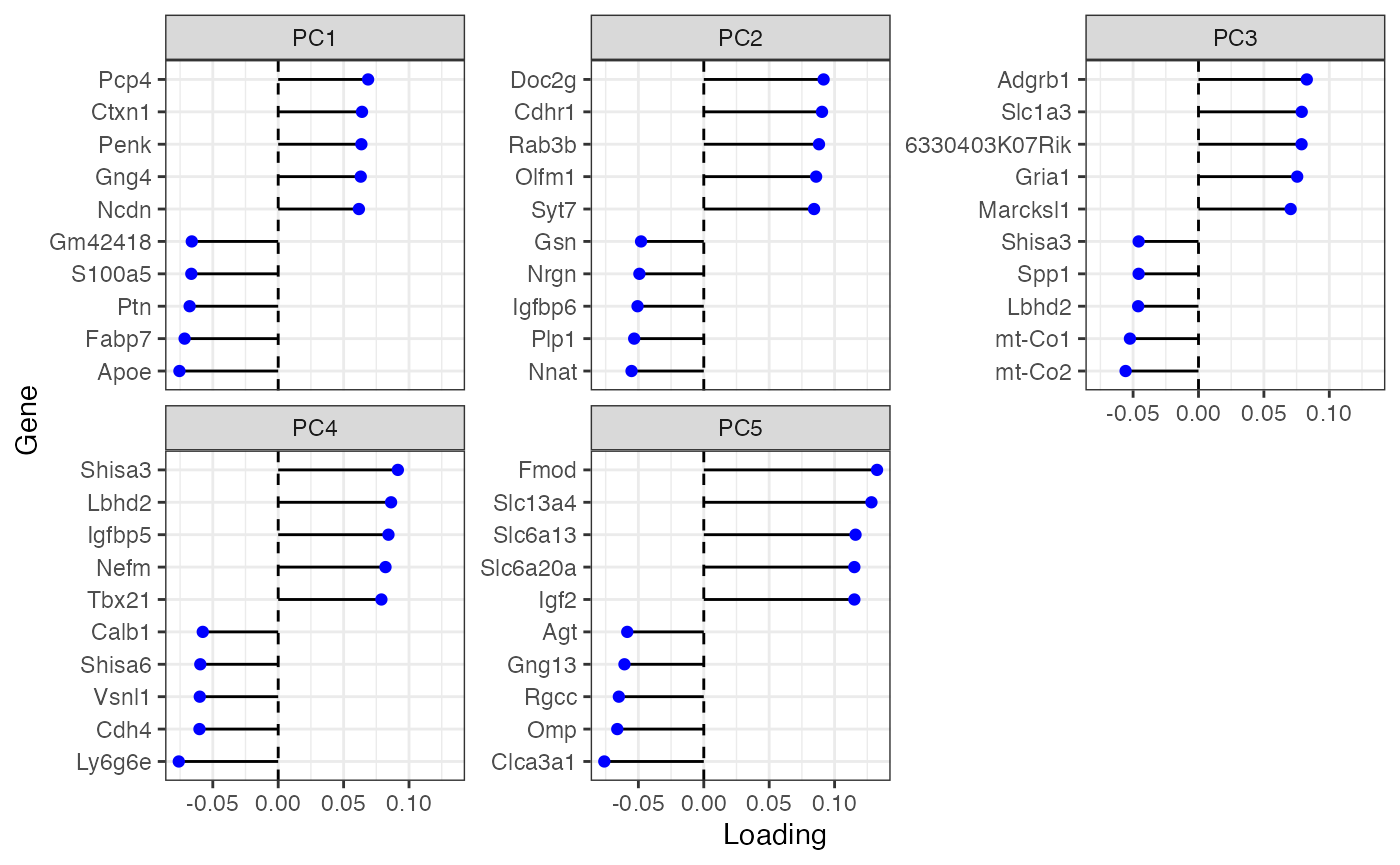 PC1
Pcp4
Ctxn1
Penk
Gng4
Ncdn
Gm42418
S100a5
Ptn
Fabp7
Apoe
PC2
Doc2g
Cdhr1
Rab3b
Olfm1
Syt7
Gsn
Nrgn
Igfbp6
Plp1
Nnat
PC3
Adgrb1
Slc1a3
6330403K07Rik
Gria1
Marcksl1
Shisa3
Spp1
Lbhd2
mt-Co1
mt-Co2
-0.05 0.00 0.05 0.10
Gene
PC4
Shisa3
Lbhd2
Igfbp5
Nefm
Tbx21
Calb1
Shisa6
Vsnl1
Cdh4
Ly6g6e
-0.05 0.00 0.05 0.10
PC5
Fmod
Slc13a4
Slc6a13
Slc6a20a
Igf2
Agt
Gng13
Rgcc
Omp
Clca3a1
-0.05 0.00 0.05 0.10
Loading